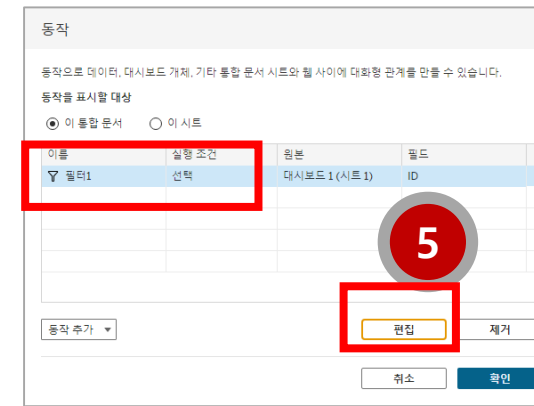 동작
동작으로 데이터, 대시보드 개체, 기타 통합 문서 시트와 웹 사이에 대화형 관계를 만들 수 있습니다.
동작을 표시할 대상
이 통합 문서 이 시트
이름 실행 조건 원본 필드
필터1 선택 대시보드 1 (시트 1) ID
5
동작 추가 편집 제거
취소 확인